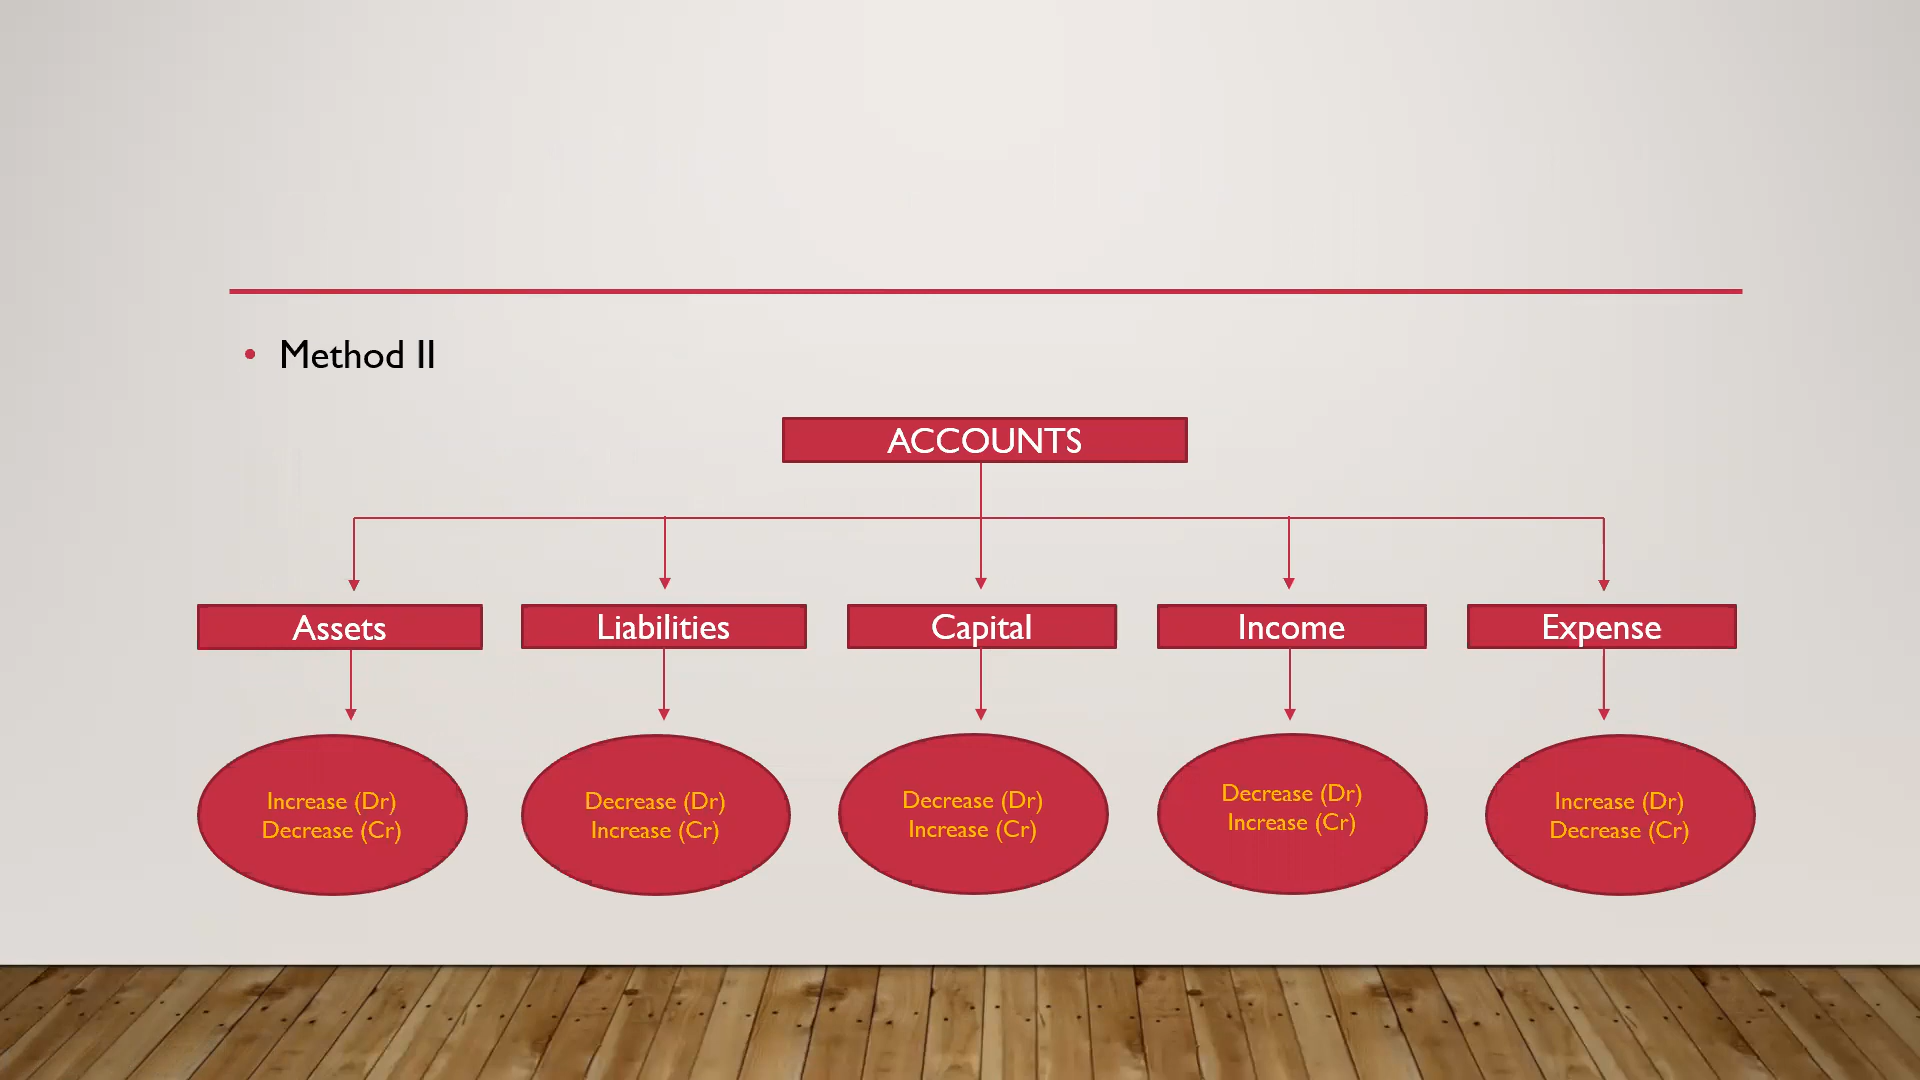 • Method II
ACCOUNTS
Assets
Liabilities
Capital
Income
Expense
Increase (Dr)
Decrease (Cr)
Decrease (Dr)
Increase (Cr)
Decrease (Dr)
Increase (Cr)
Decrease (Dr)
Increase (Cr)
Increase (Dr)
Decrease (Cr)